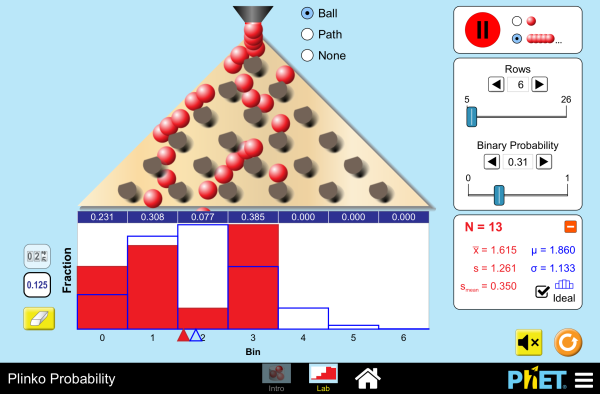 Ball
Path
None
...
Rows
6
5 26
Binary Probability
0.31
0 1
0.231 0.308 0.077 0.385 0.000 0.000 0.000
Fraction
0.125
0 1 2 3 4 5 6
Bin
N = 13
x̅ = 1.615 μ = 1.860
s = 1.261 σ = 1.133
smean = 0.350 Ideal
Plinko Probability
Intro
Lab
PhET